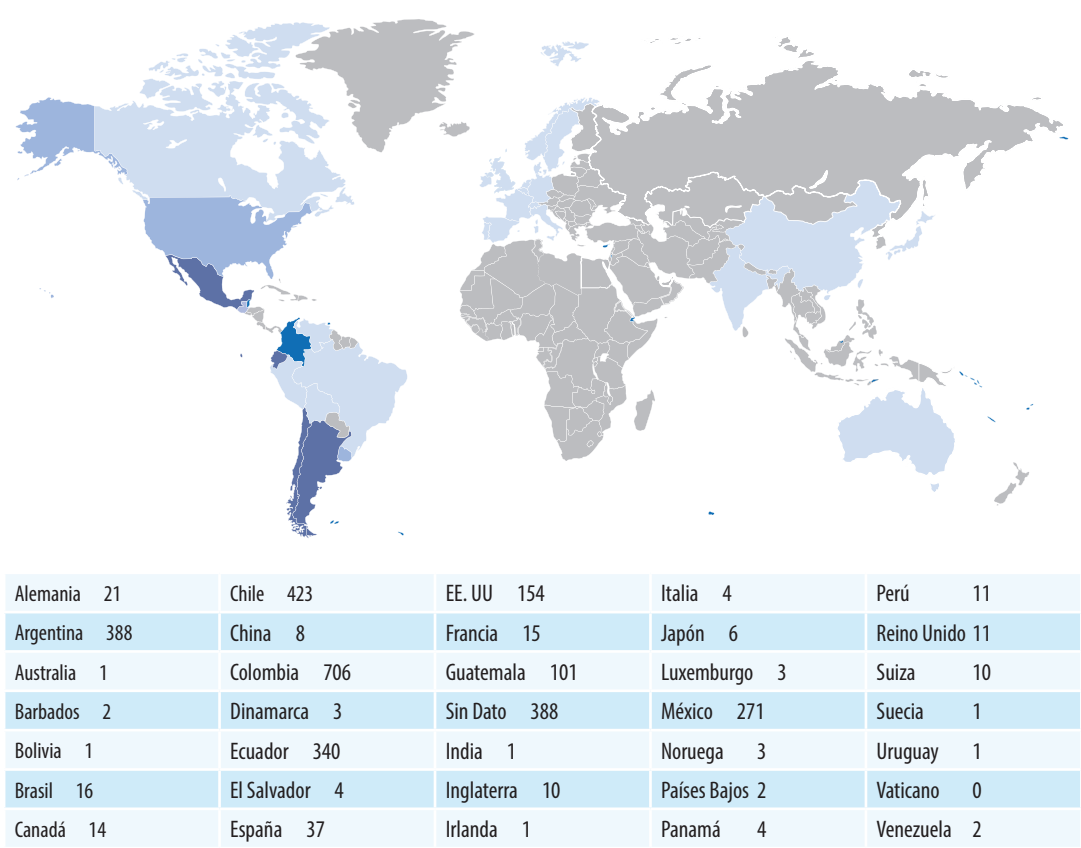 Alemania 21 Chile 423 EE. UU 154 Italia 4 Perú 11
Argentina 388 China 8 Francia 15 Japón 6 Reino Unido 11
Australia 1 Colombia 706 Guatemala 101 Luxemburgo 3 Suiza 10
Barbados 2 Dinamarca 3 Sin Dato 388 México 271 Suecia 1
Bolivia 1 Ecuador 340 India 1 Noruega 3 Uruguay 1
Brasil 16 El Salvador 4 Inglaterra 10 Países Bajos 2 Vaticano 0
Canadá 14 España 37 Irlanda 1 Panamá 4 Venezuela 2